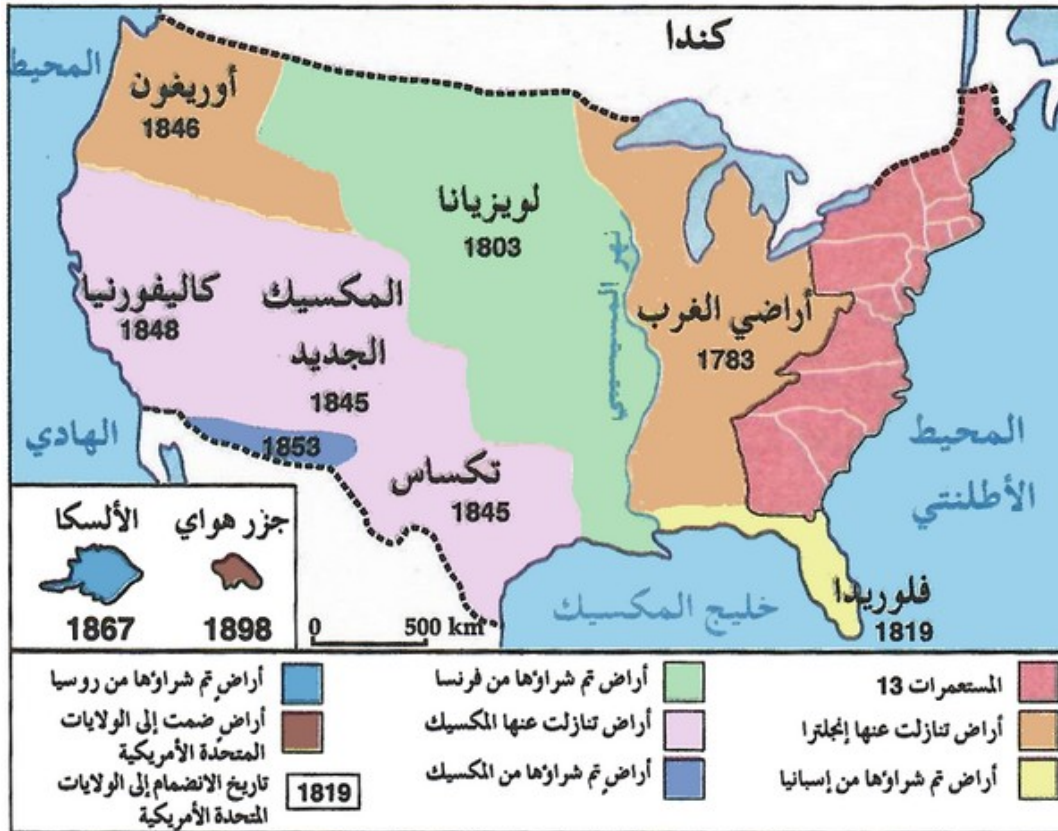 كندا
المحيط
أوريغون
1846
لويزيانا
1803
نهر المسيسيبي
أراضي الغرب
1783
كاليفورنيا
1848
المكسيك
الجديد
1845
الهادي
1853
تكساس
1845
المحيط
الأطلنتي
خليج المكسيك
فلوريدا
1819
جزر هواي
1898
الألسكا
1867
0 500 km
المستعمرات 13
أراض تنازلت عنها إنجلترا
أراض تم شراؤها من إسبانيا
أراض تم شراؤها من فرنسا
أراض تنازلت عنها المكسيك
أراضٍ تم شراؤها من المكسيك
أراضٍ تم شراؤها من روسيا
أراضٍ ضمت إلى الولايات
المتحدة الأمريكية
1819
تاريخ الانضمام إلى الولايات
المتحدة الأمريكية